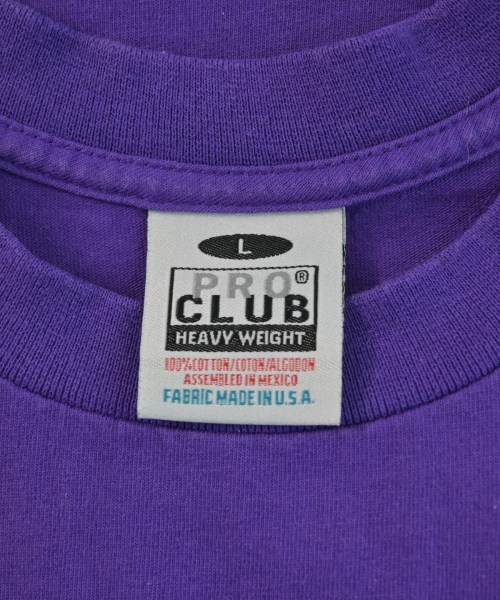 L
PRO®
CLUB
HEAVY WEIGHT
100%COTTON/COTON/ALGODON
ASSEMBLED IN MEXICO
FABRIC MADE IN U.S.A.